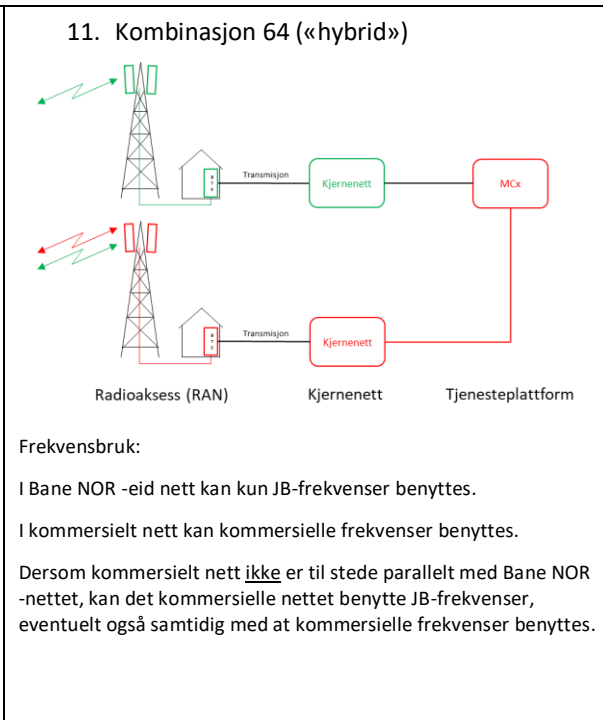 11. Kombinasjon 64 («hybrid»)
BTS
Transmisjon
Kjernenett
MCx
BTS
Transmisjon
Kjernenett
Radioaksess (RAN)
Kjernenett
Tjenesteplattform
Frekvensbruk:
I Bane NOR -eid nett kan kun JB-frekvenser benyttes.
I kommersielt nett kan kommersielle frekvenser benyttes.
Dersom kommersielt nett ikke er til stede parallelt med Bane NOR
-nettet, kan det kommersielle nettet benytte JB-frekvenser,
eventuelt også samtidig med at kommersielle frekvenser benyttes.